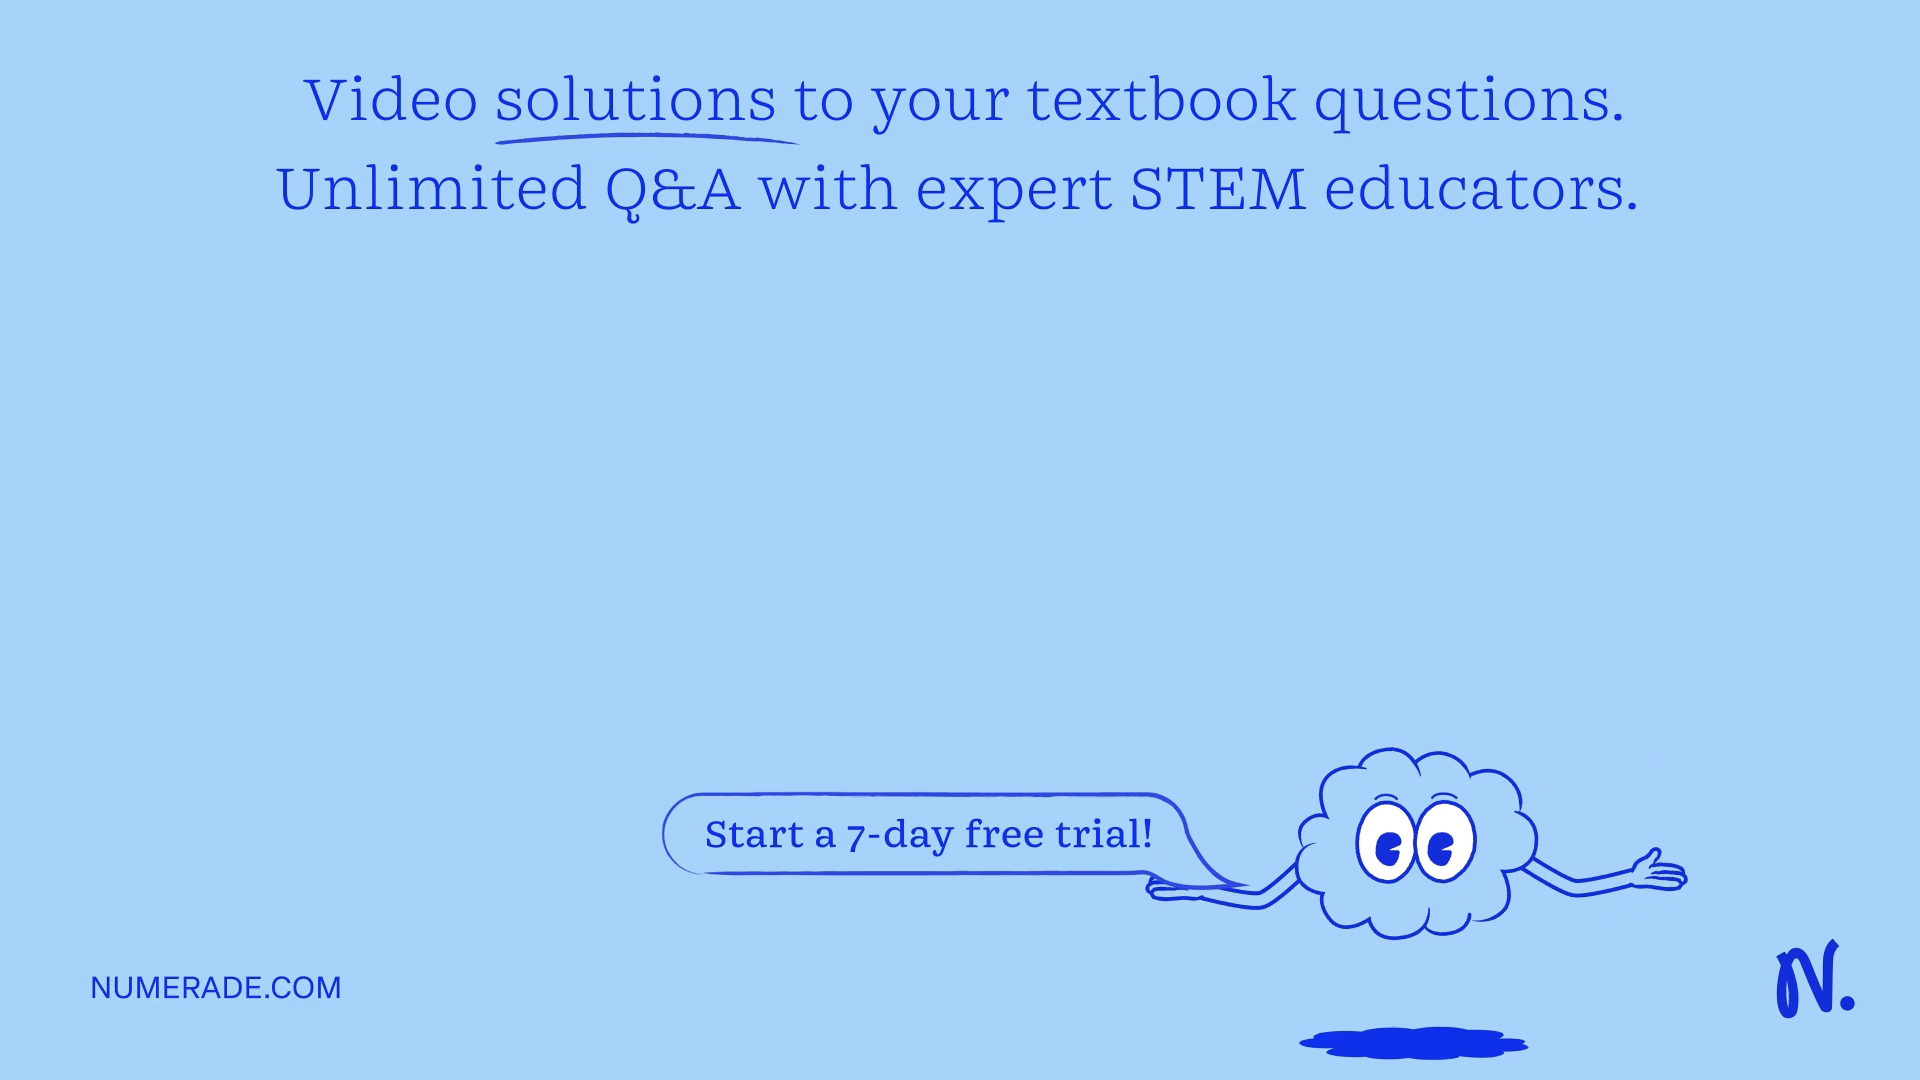 Video solutions to your textbook questions.
Unlimited Q&A with expert STEM educators.
Start a 7-day free trial!
NUMERADE.COM
N.